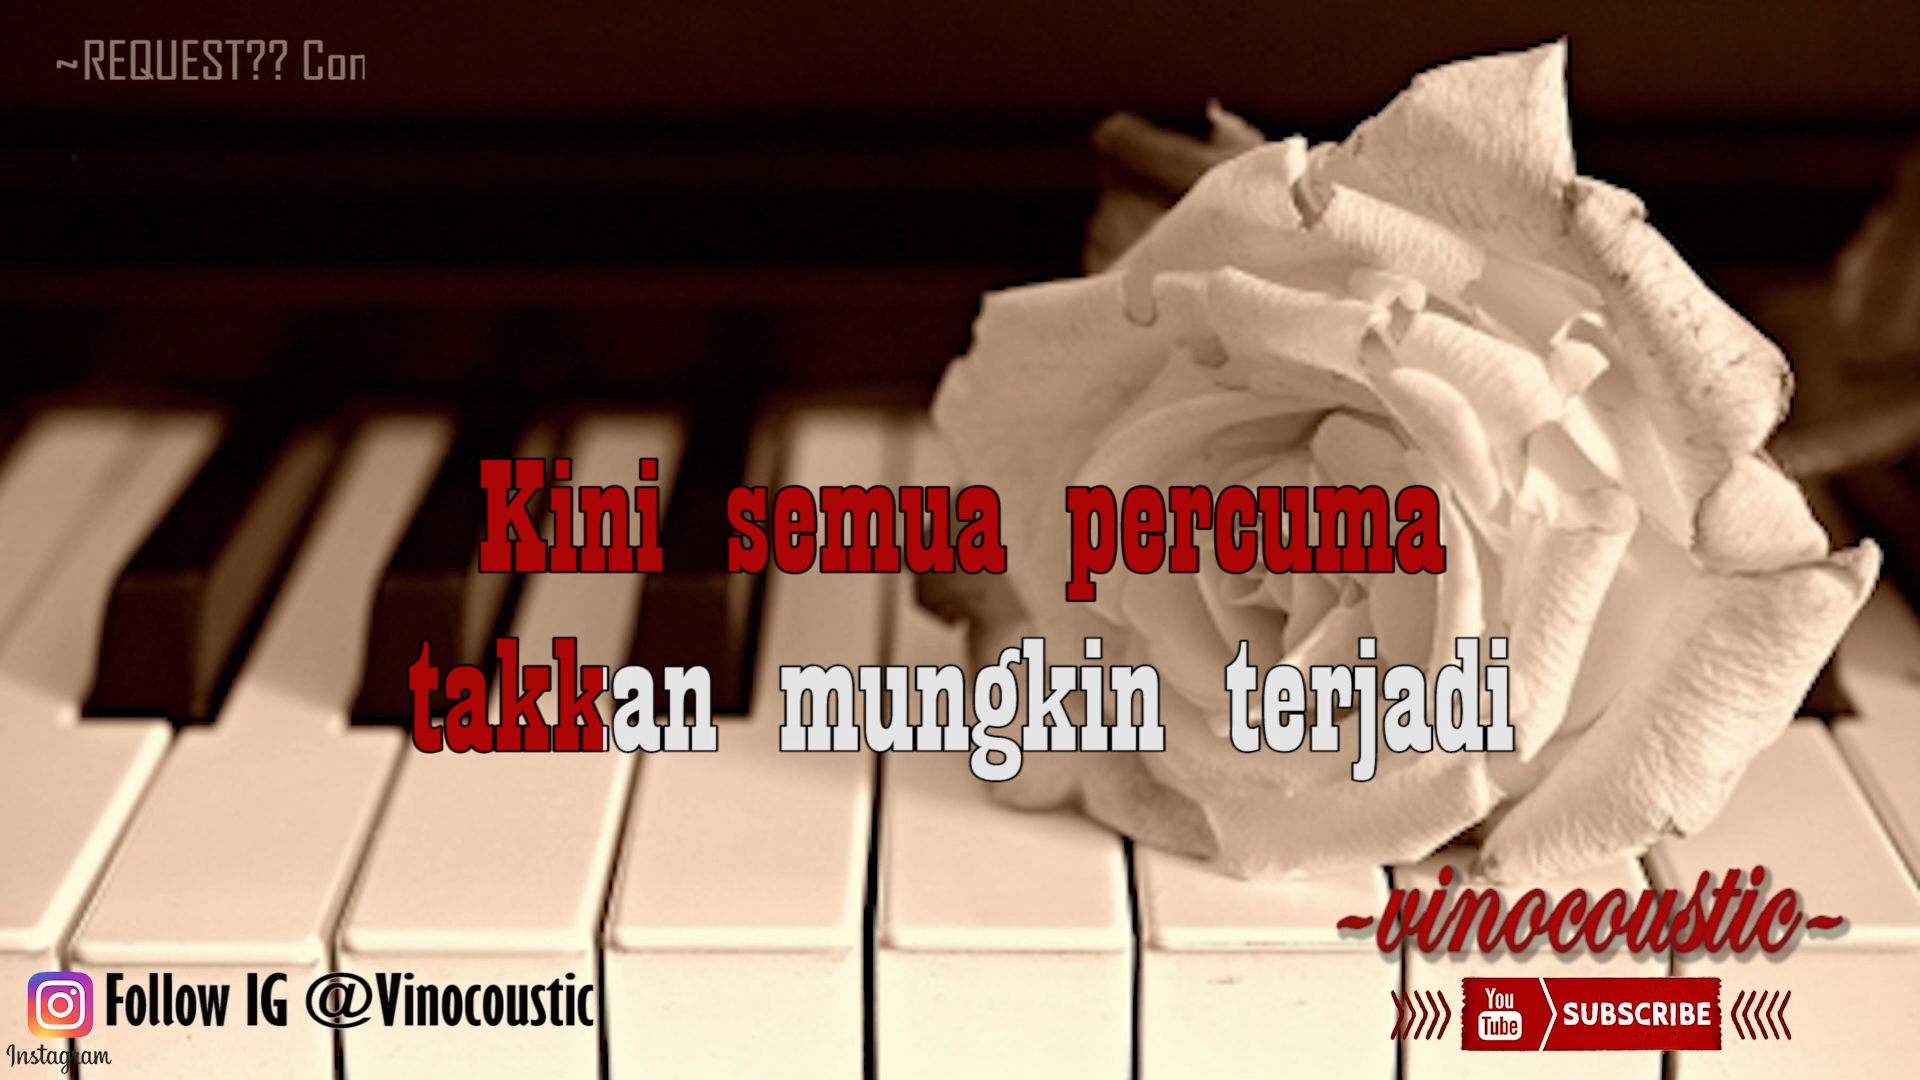 ~REQUEST?? Con
Kini semua percuma
takkan mungkin terjadi
~vinocoustic~
Follow IG @Vinocoustic
Instagram
You
Tube
SUBSCRIBE